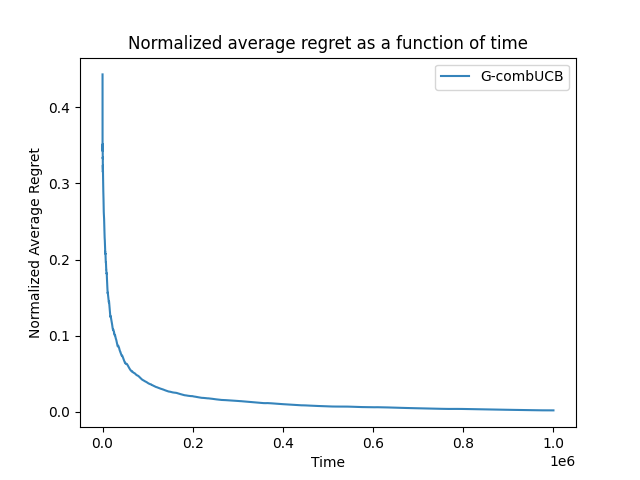 Normalized average regret as a function of time
G-combUCB
Normalized Average Regret
0.4
0.3
0.2
0.1
0.0
0.0 0.2 0.4 0.6 0.8 1.0
1e6
Time